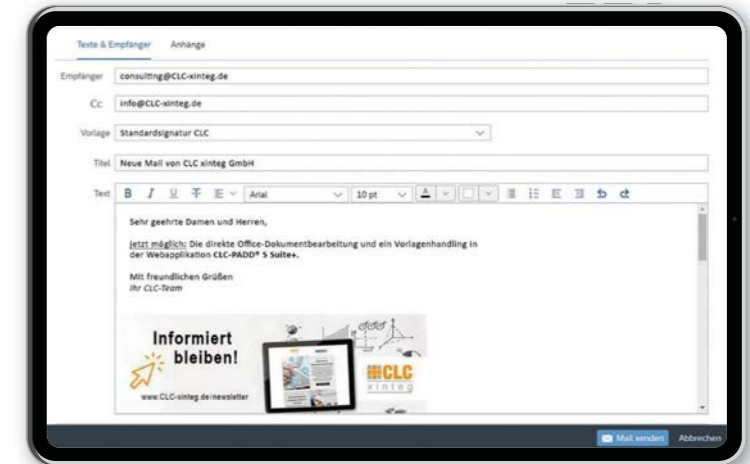 Texte & Empfänger Anhänge
Empfänger consulting@CLC-xinteg.de
Cc info@CLC-xinteg.de
Vorlage Standardsignatur CLC
Titel Neue Mail von CLC xinteg GmbH
Text B I U T E Arial 10 pt A
Sehr geehrte Damen und Herren,
jetzt möglich: Die direkte Office-Dokumentbearbeitung und ein Vorlagenhandling in
der Webapplikation CLC-PADD® 5 Suite+.
Mit freundlichen Grüßen
Ihr CLC-Team
Informiert
bleiben!
www.CLC-xinteg.de/newsletter
CLC
xinteg
Mail senden Abbrechen